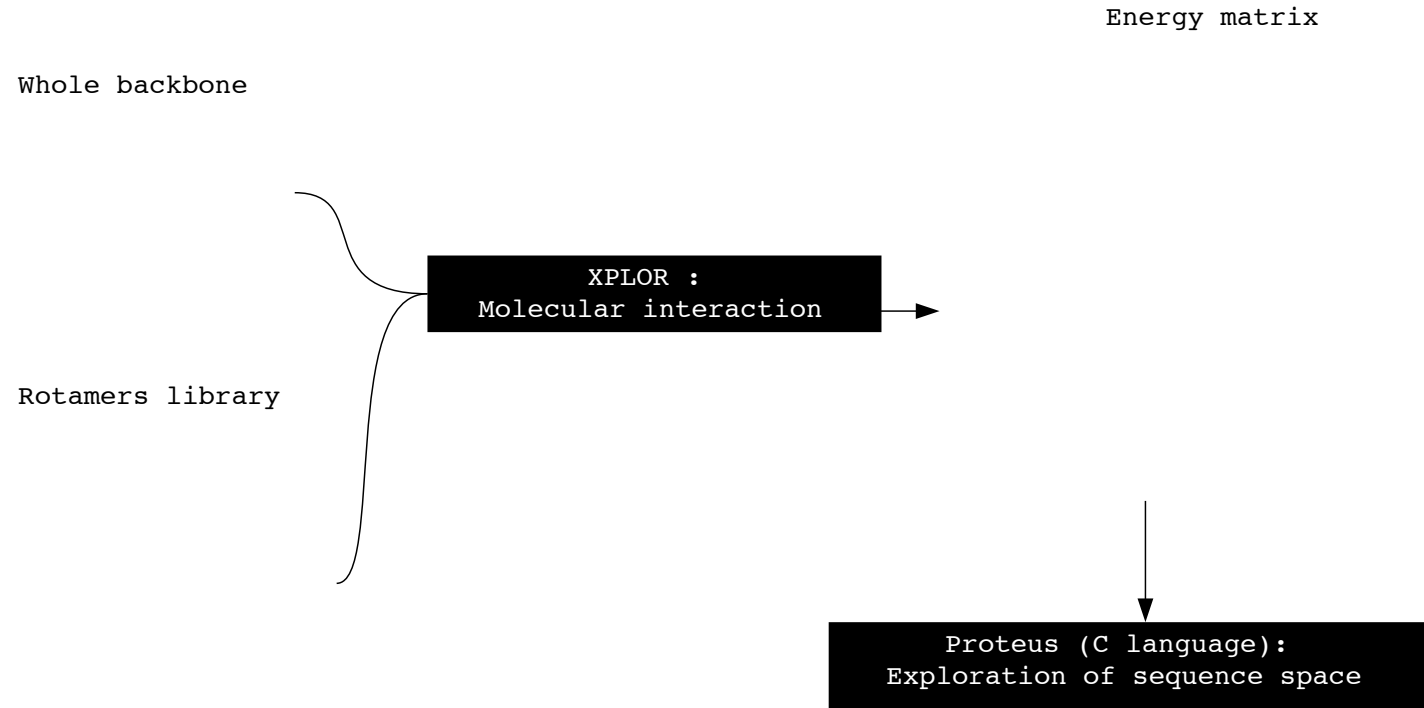 Energy matrix
Whole backbone
XPLOR :
Molecular interaction
Rotamers library
Proteus (C language):
Exploration of sequence space